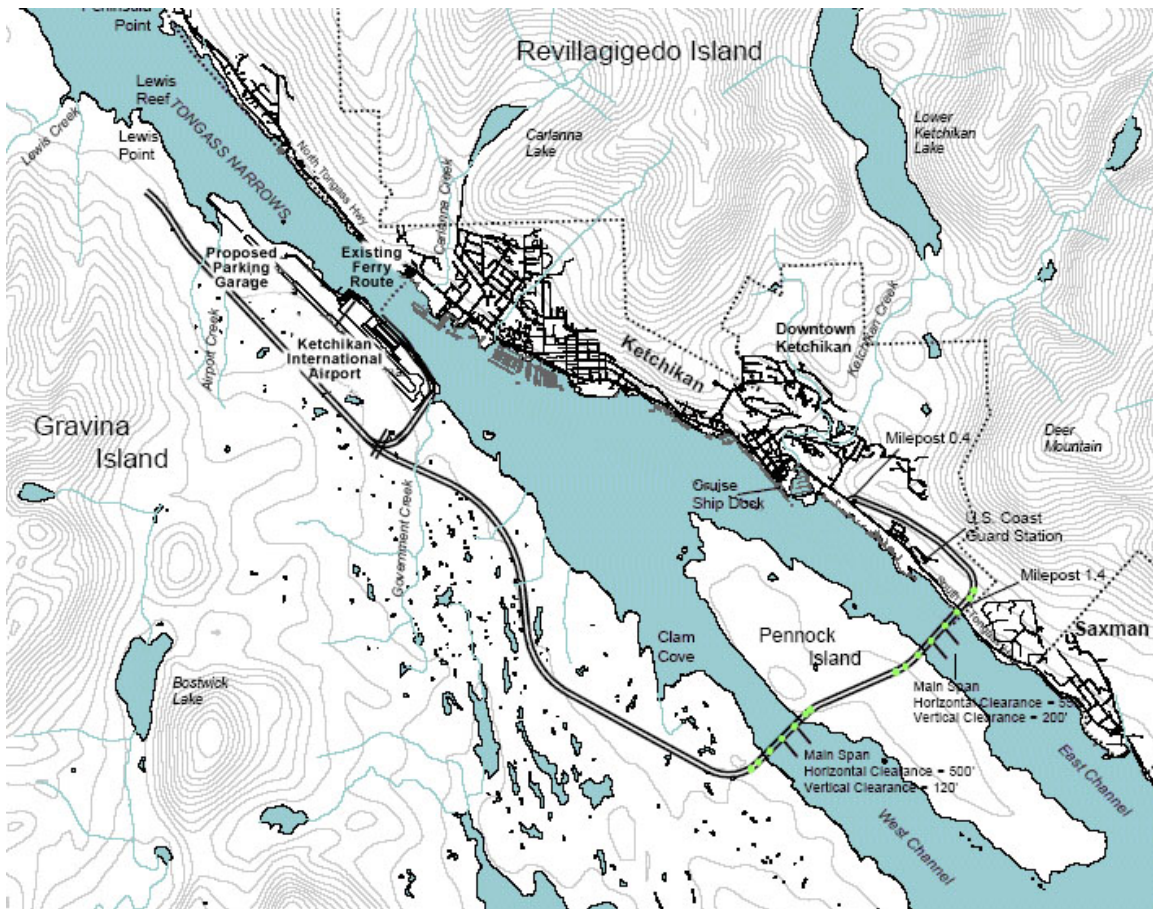 Peninsula
Point
Revillagigedo Island
Lewis
Reef
TONGASS NARROWS
Lewis Creek
Lewis
Point
North Tongass Hwy
Carlanna
Lake
Lower
Ketchikan
Lake
Carlanna Creek
Proposed
Parking
Garage
Existing
Ferry
Route
Airport Creek
Ketchikan
International
Airport
Ketchikan
Downtown
Ketchikan
Ketchikan Creek
Gravina
Island
Milepost 0.4
Deer
Mountain
Cruise
Ship Dock
U.S. Coast
Guard Station
Government Creek
Milepost 1.4
South Tongass
Saxman
Clam
Cove
Pennock
Island
Bostwick
Lake
Main Span
Horizontal Clearance = 55
Vertical Clearance = 200'
Main Span
Horizontal Clearance = 500'
Vertical Clearance = 120'
East Channel
West Channel